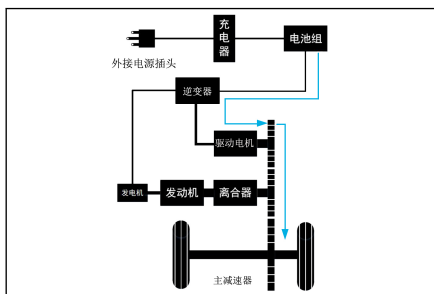 充电器
电池组
外接电源插头
逆变器
驱动电机
发电机
发动机
离合器
主减速器